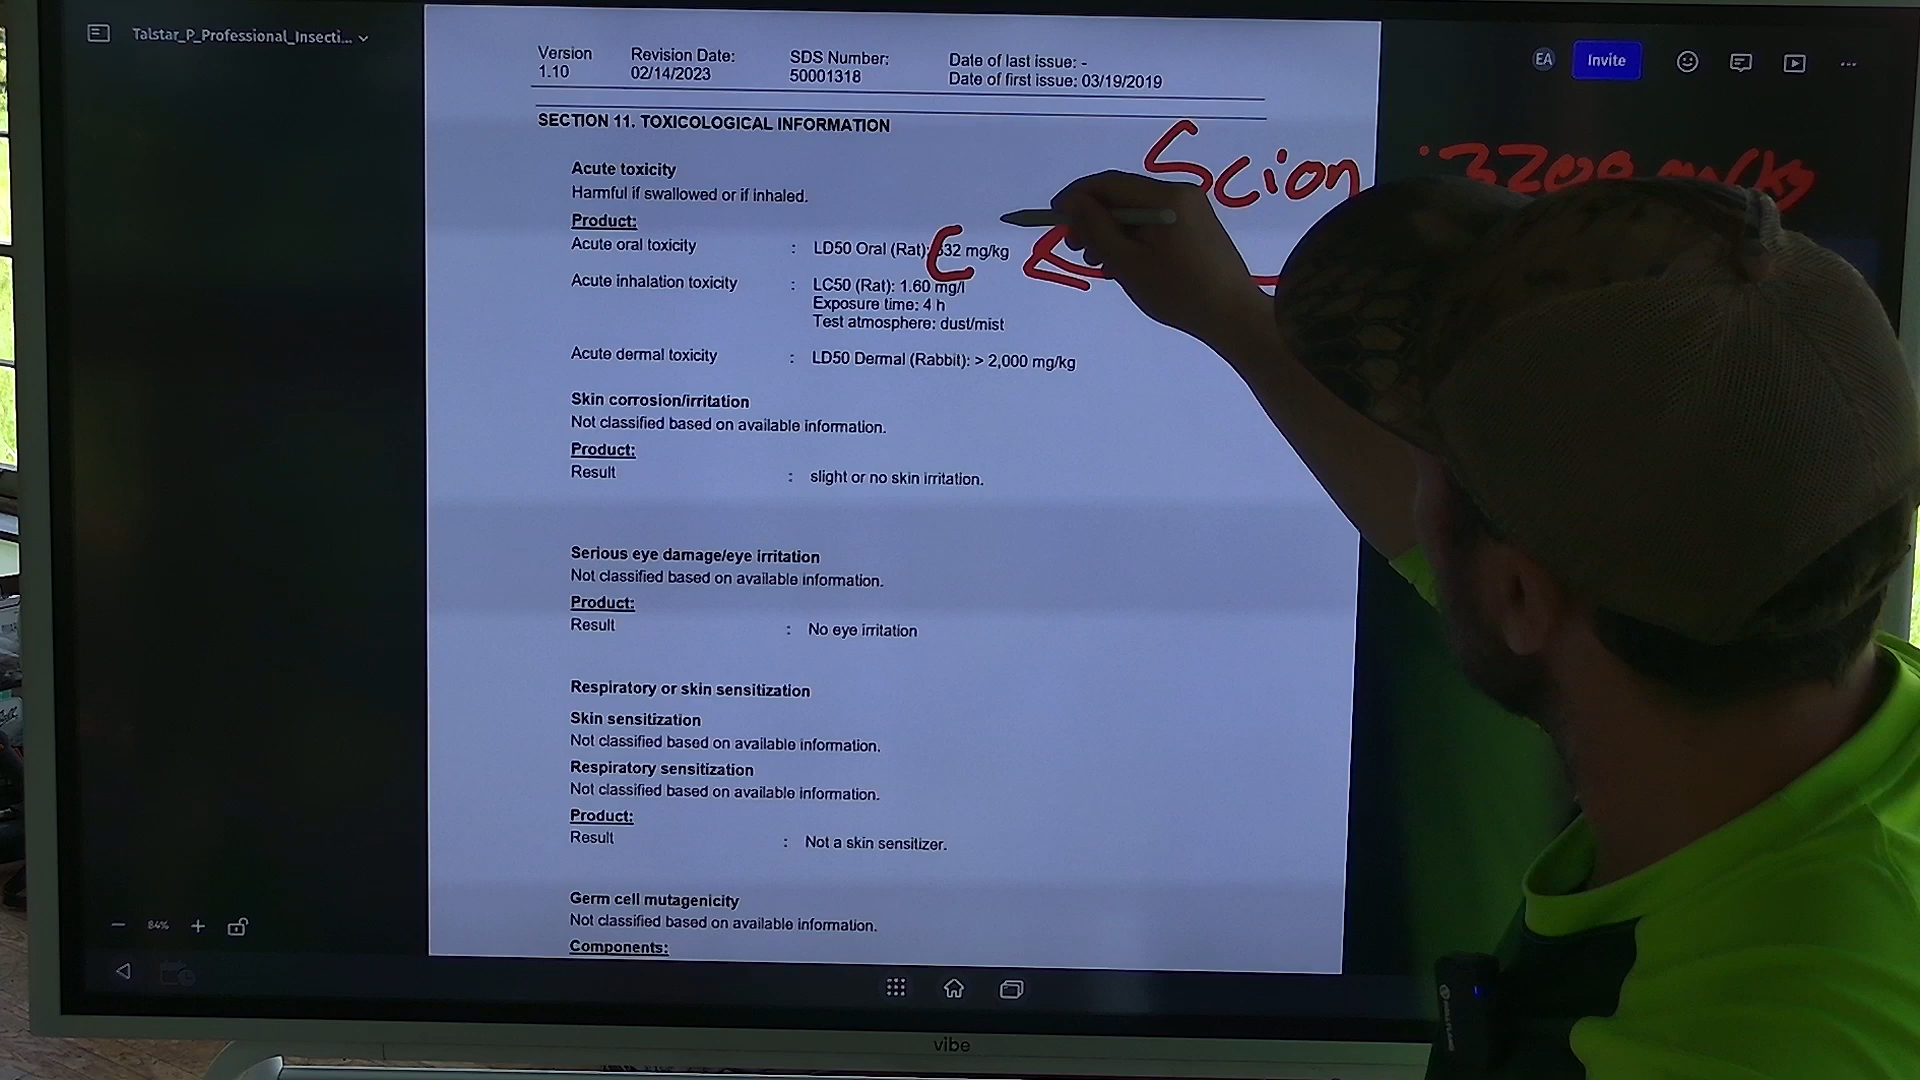 Talstar_P_Professional_Insecti...
EA
Invite
Version Revision Date: SDS Number: Date of last issue: -
1.10 02/14/2023 50001318 Date of first issue: 03/19/2019
SECTION 11. TOXICOLOGICAL INFORMATION
Acute toxicity
Harmful if swallowed or if inhaled.
Scion
Product:
Acute oral toxicity : LD50 Oral (Rat): 632 mg/kg
Acute inhalation toxicity : LC50 (Rat): 1.60 mg/l
Exposure time: 4 h
Test atmosphere: dust/mist
Acute dermal toxicity : LD50 Dermal (Rabbit): > 2,000 mg/kg
Skin corrosion/irritation
Not classified based on available information.
Product:
Result : slight or no skin irritation.
Serious eye damage/eye irritation
Not classified based on available information.
Product:
Result : No eye irritation
Respiratory or skin sensitization
Skin sensitization
Not classified based on available information.
Respiratory sensitization
Not classified based on available information.
Product:
Result : Not a skin sensitizer.
Germ cell mutagenicity
Not classified based on available information.
Components:
84%
vibe